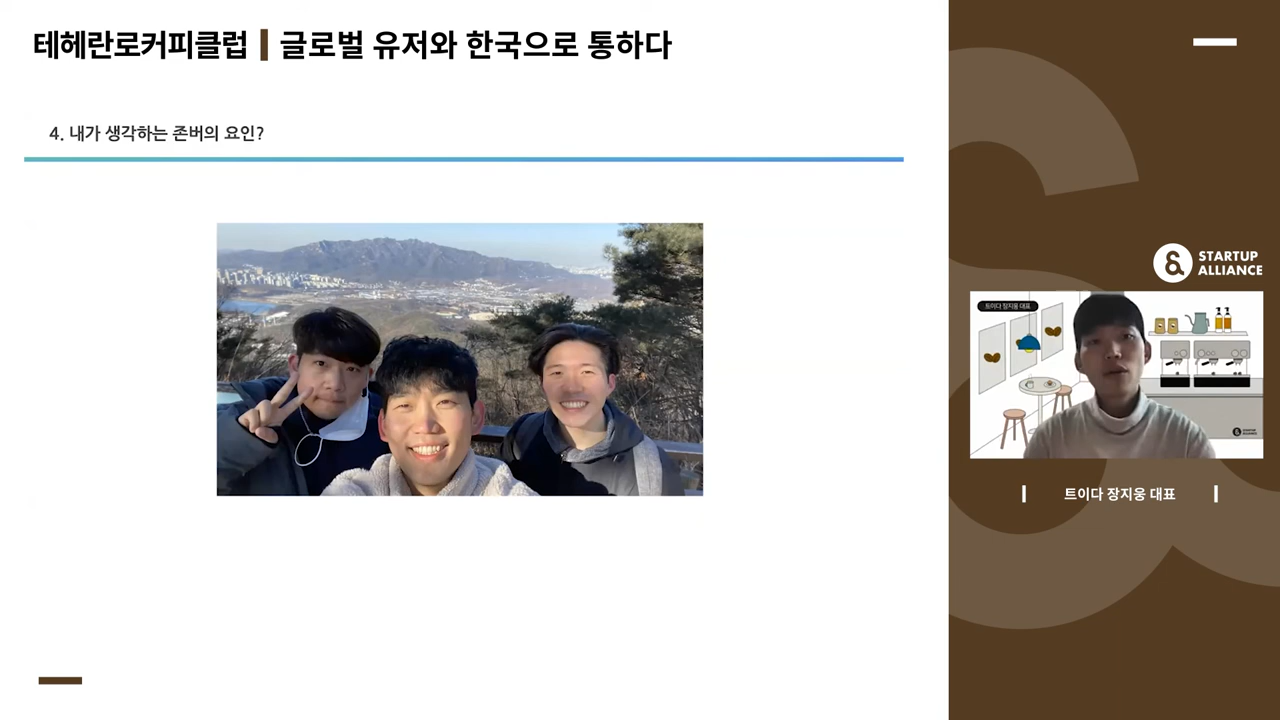 테헤란로커피클럽 | 글로벌 유저와 한국으로 통하다
4. 내가 생각하는 존버의 요인?
STARTUP
ALLIANCE
트이다 장지웅 대표
트이다 장지웅 대표